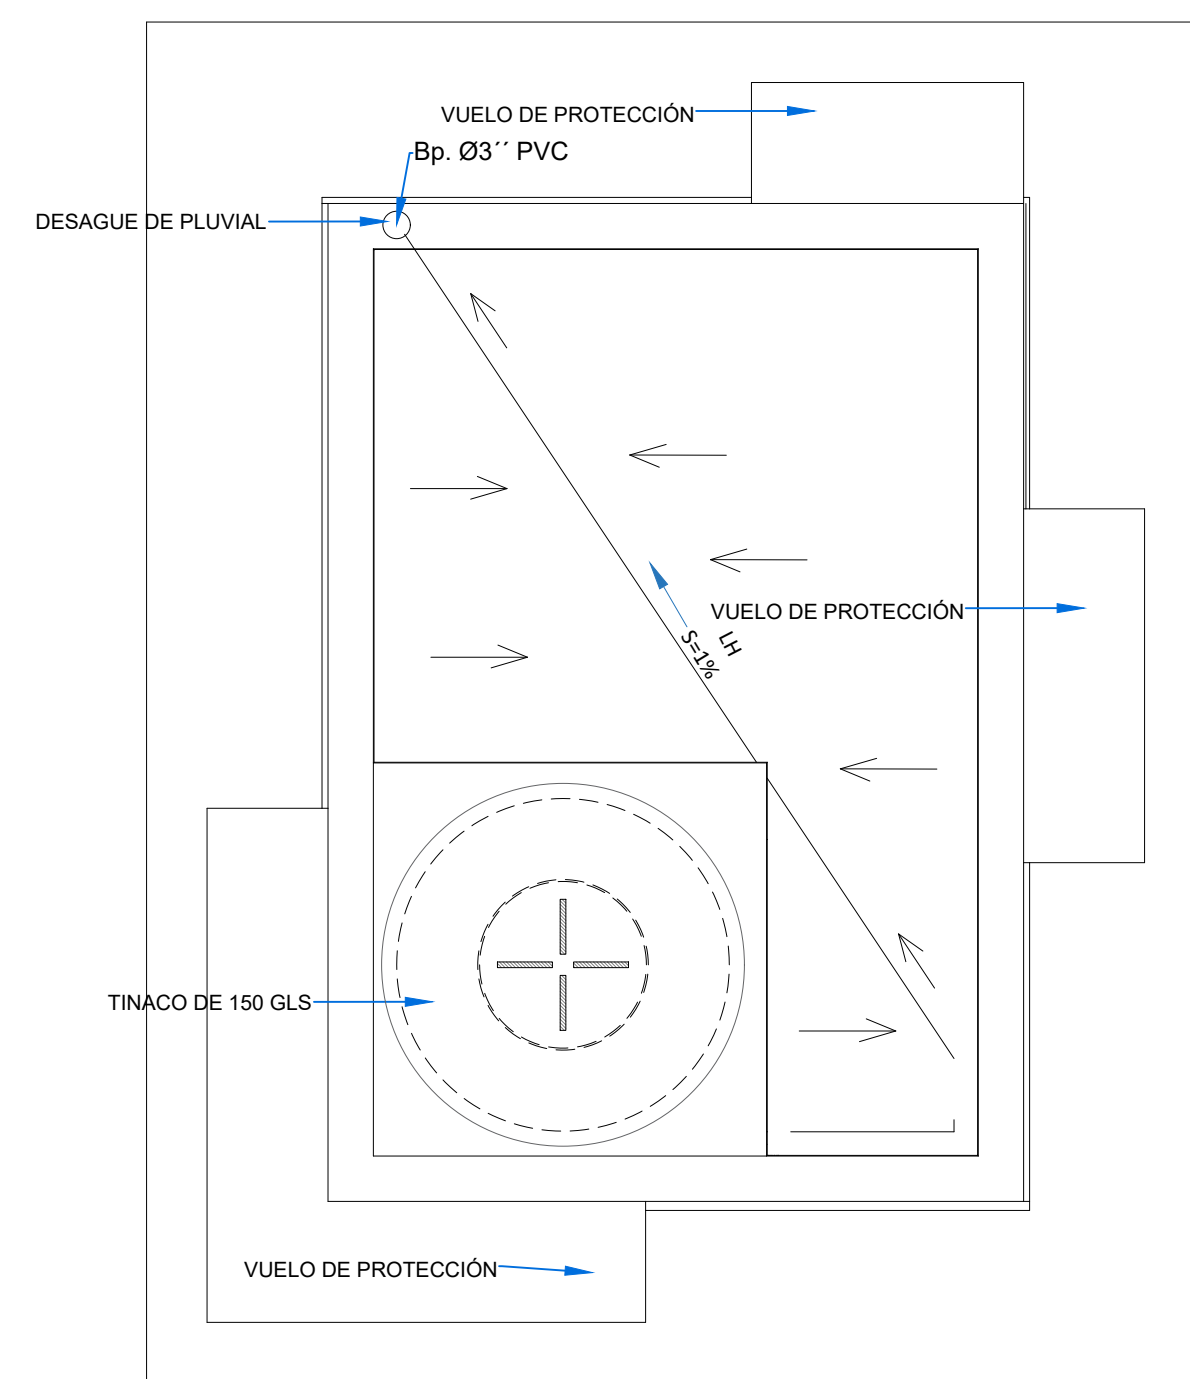 VUELO DE PROTECCIÓN
Bp. Ø3´´ PVC
DESAGUE DE PLUVIAL
VUELO DE PROTECCIÓN
LH
S=1%
TINACO DE 150 GLS
VUELO DE PROTECCIÓN